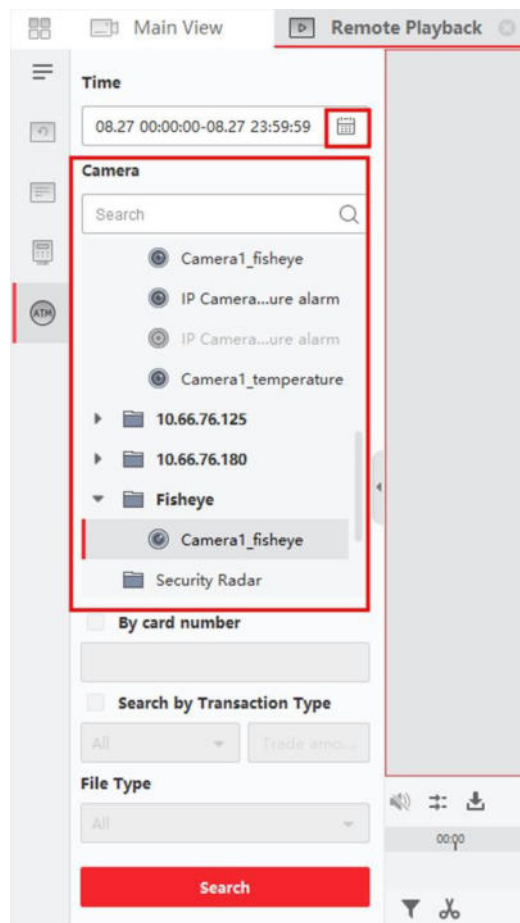 Main View
Remote Playback
Time
08.27 00:00:00-08.27 23:59:59
Camera
Search
Camera1_fisheye
IP Camera...ure alarm
IP Camera...ure alarm
Camera1_temperature
10.66.76.125
10.66.76.180
Fisheye
Camera1_fisheye
Security Radar
By card number
Search by Transaction Type
All
Trade amo...
File Type
All
Search
ATM
00:00